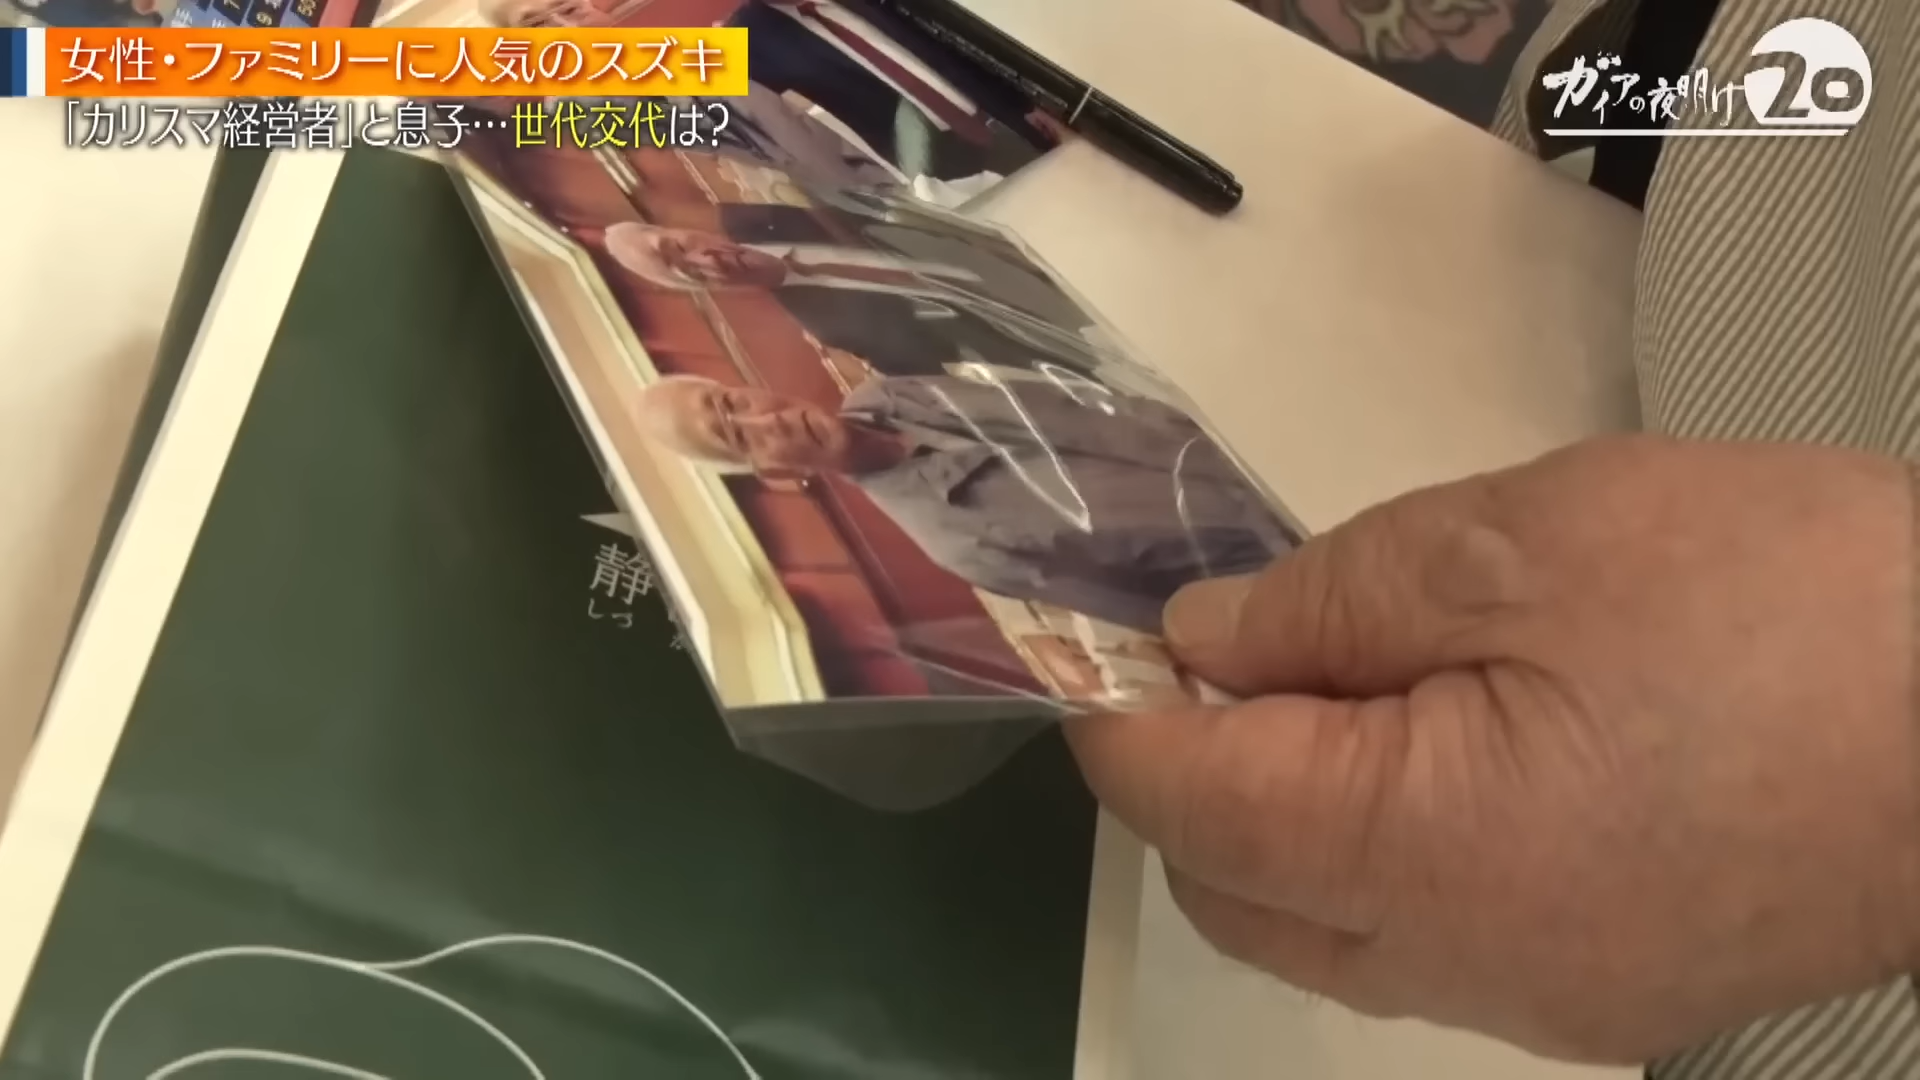 女性・ファミリーに人気のスズキ
「カリスマ経営者」と息子…世代交代は?
ガイアの夜明け 20
静
しづ